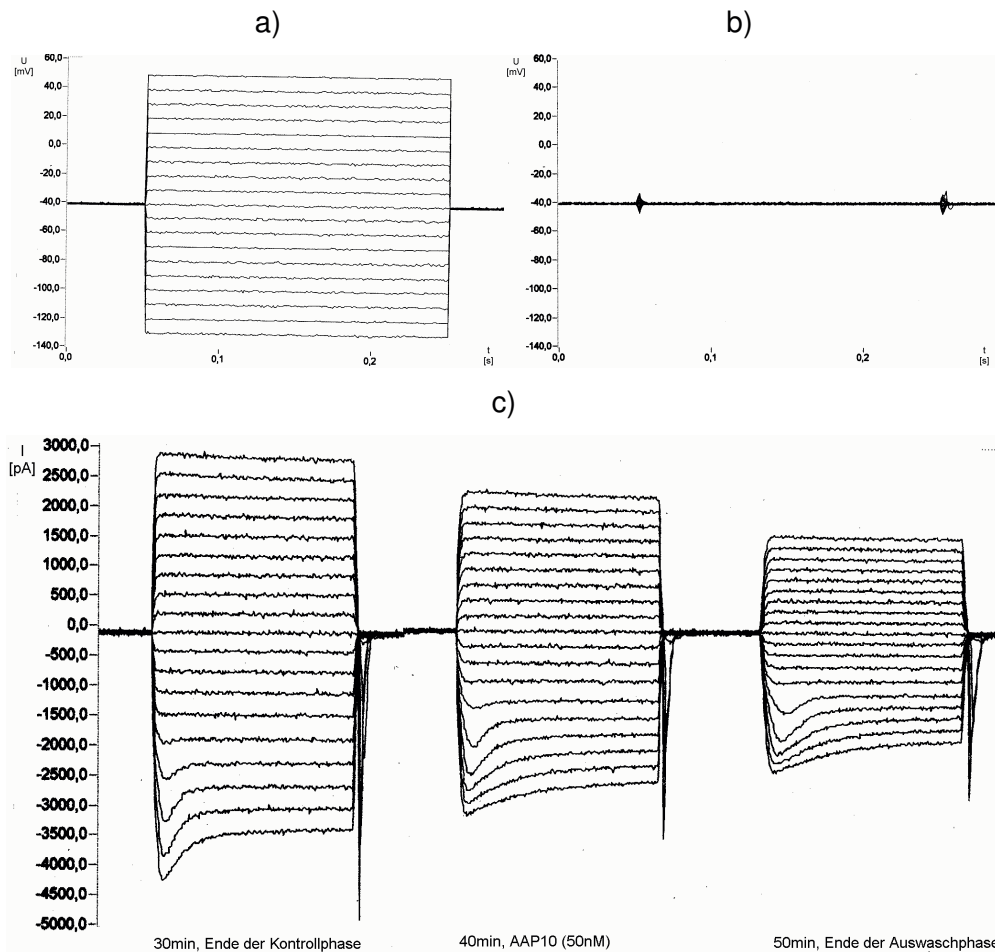 a)
b)
U
[mV]
60,0
40,0
20,0
0,0
-20,0
-40,0
-60,0
-80,0
-100,0
-120,0
-140,0
0,0
0,1
0,2
t
[s]
U
[mV]
60,0
40,0
20,0
0,0
-20,0
-40,0
-60,0
-80,0
-100,0
-120,0
-140,0
0,0
0,1
0,2
t
[s]
c)
I
[pA]
3000,0
2500,0
2000,0
1500,0
1000,0
500,0
0,0
-500,0
-1000,0
-1500,0
-2000,0
-2500,0
-3000,0
-3500,0
-4000,0
-4500,0
-5000,0
30min, Ende der Kontrollphase
40min, AAP10 (50nM)
50min, Ende der Auswaschphase